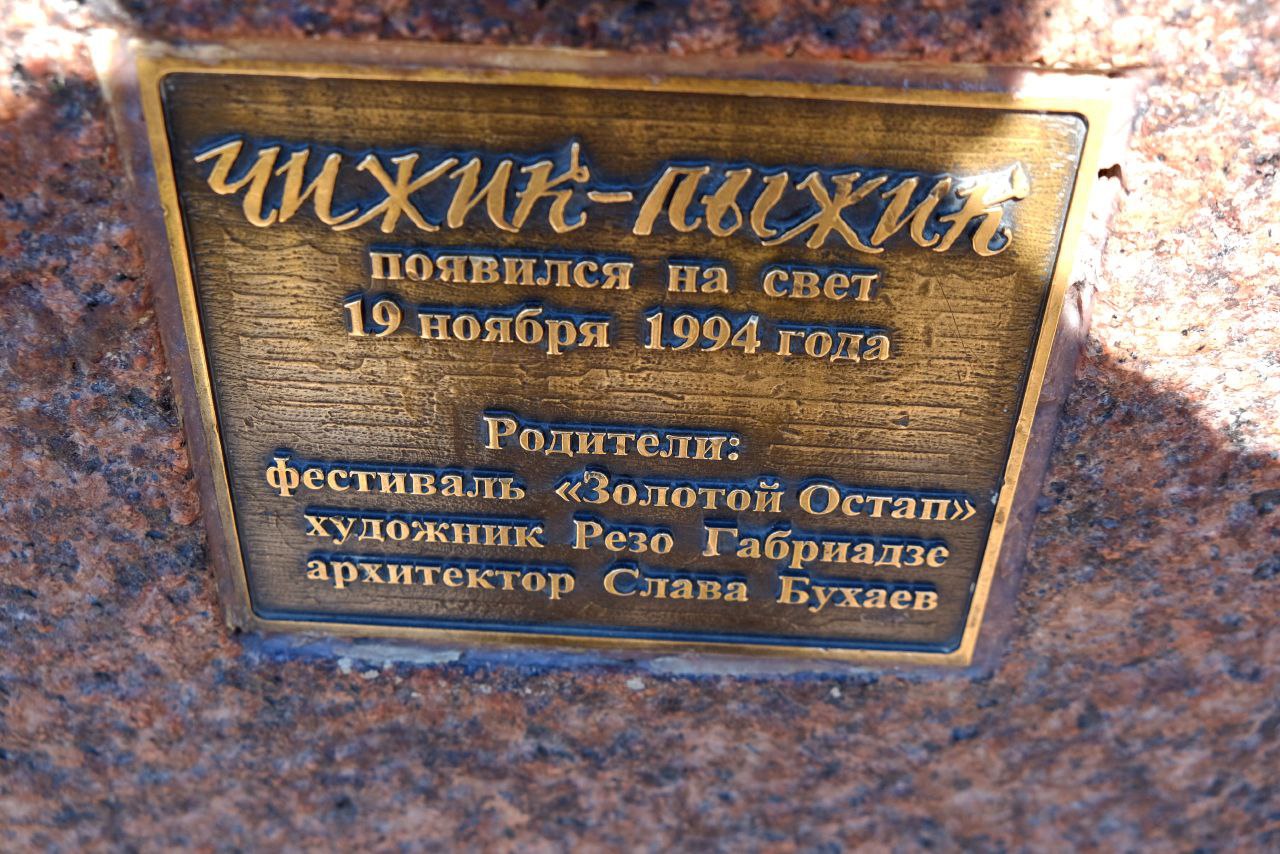 Чижик-Пыжик
появился на свет
19 ноября 1994 года
Родители:
фестиваль «Золотой Остап»
художник Резо Габриадзе
архитектор Слава Бухаев